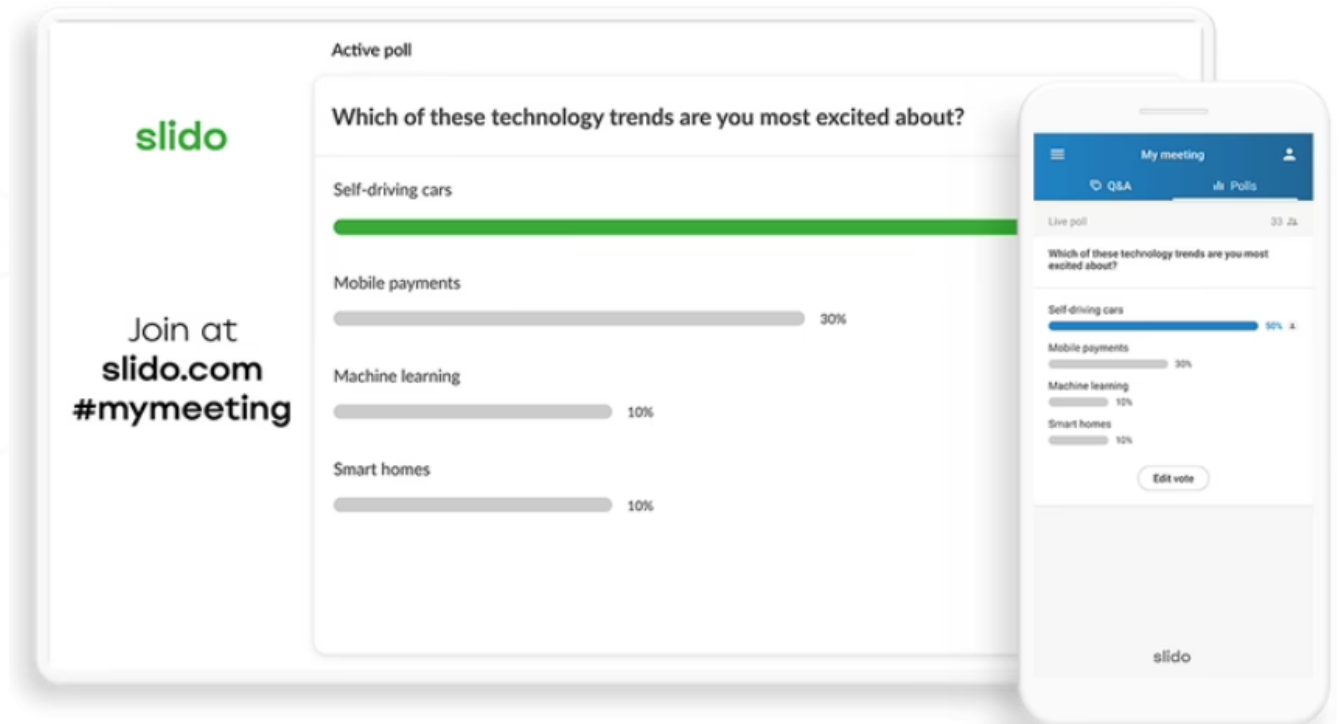 Active poll
slido
Which of these technology trends are you most excited about?
Self-driving cars
Mobile payments
30%
Machine learning
10%
Smart homes
10%
Join at
slido.com
#mymeeting
My meeting
Q&A Polls
Live poll 33
Which of these technology trends are you most
excited about?
Self-driving cars
50%
Mobile payments
30%
Machine learning
10%
Smart homes
10%
Edit vote
slido